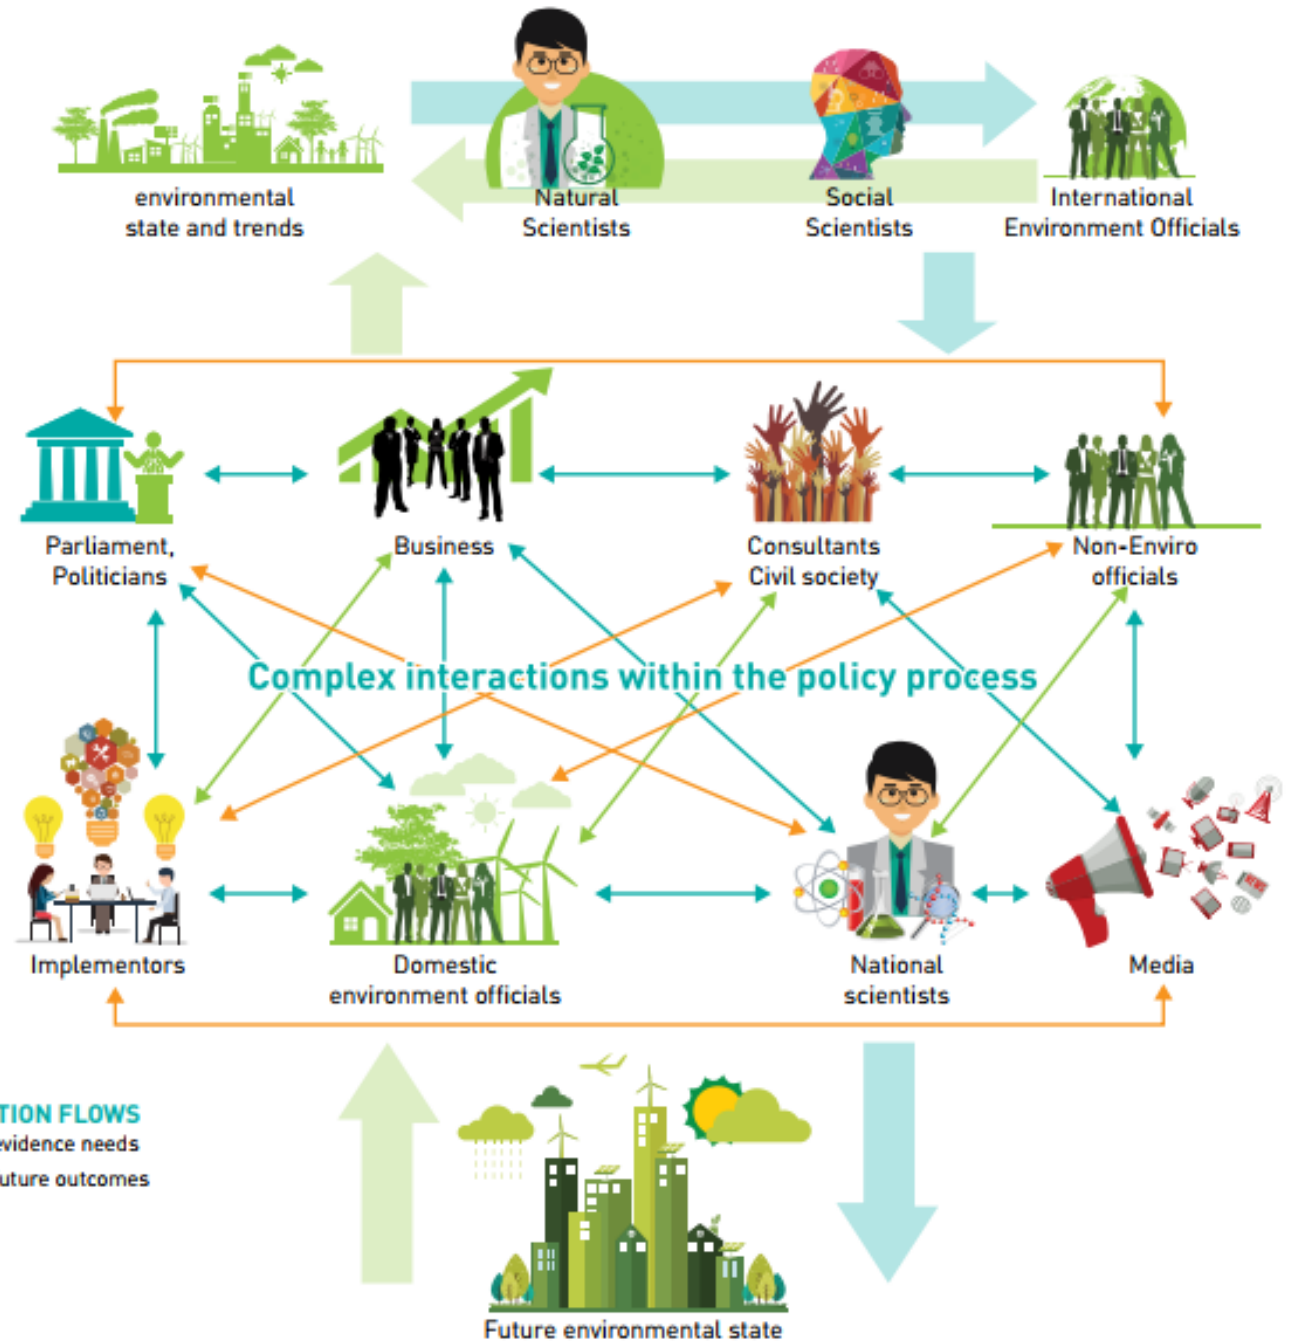 environmental
state and trends
Natural
Scientists
Social
Scientists
International
Environment Officials
Parliament,
Politicians
Business
Consultants
Civil society
Non-Enviro
officials
Complex interactions within the policy process
Implementors
Domestic
environment officials
National
scientists
NEWS
Media
TION FLOWS
evidence needs
uture outcomes
Future environmental state